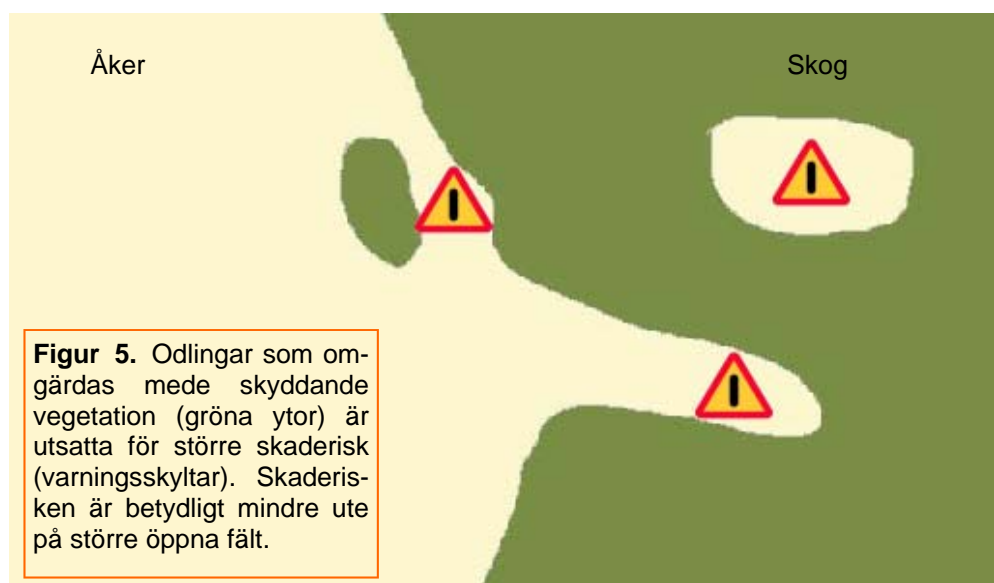 Åker
Skog
Figur 5. Odlingar som om-
gärdas mede skyddande
vegetation (gröna ytor) är
utsatta för större skaderisk
(varningsskyltar). Skaderis-
ken är betydligt mindre ute
på större öppna fält.